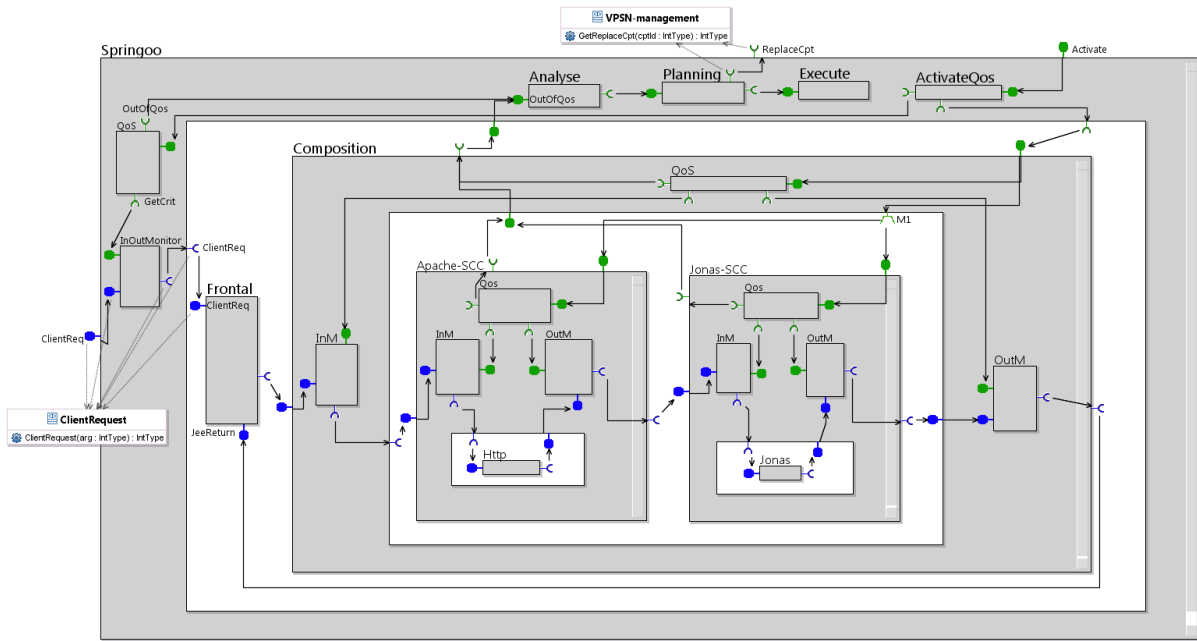 VPSN-management
GetReplaceCpt(cptId : IntType) : IntType
Springoo
ReplaceCpt
Activate
Analyse
Planning
Execute
ActivateQos
OutOfQos
OutOfQos
QoS
Composition
QoS
GetCrit
M1
InOutMonitor
ClientReq
Apache-SCC
Jonas-SCC
Frontal
Qos
Qos
ClientReq
ClientReq
InM
InM
OutM
InM
OutM
OutM
ClientRequest
ClientRequest(arg : IntType) : IntType
JeeReturn
Http
Jonas